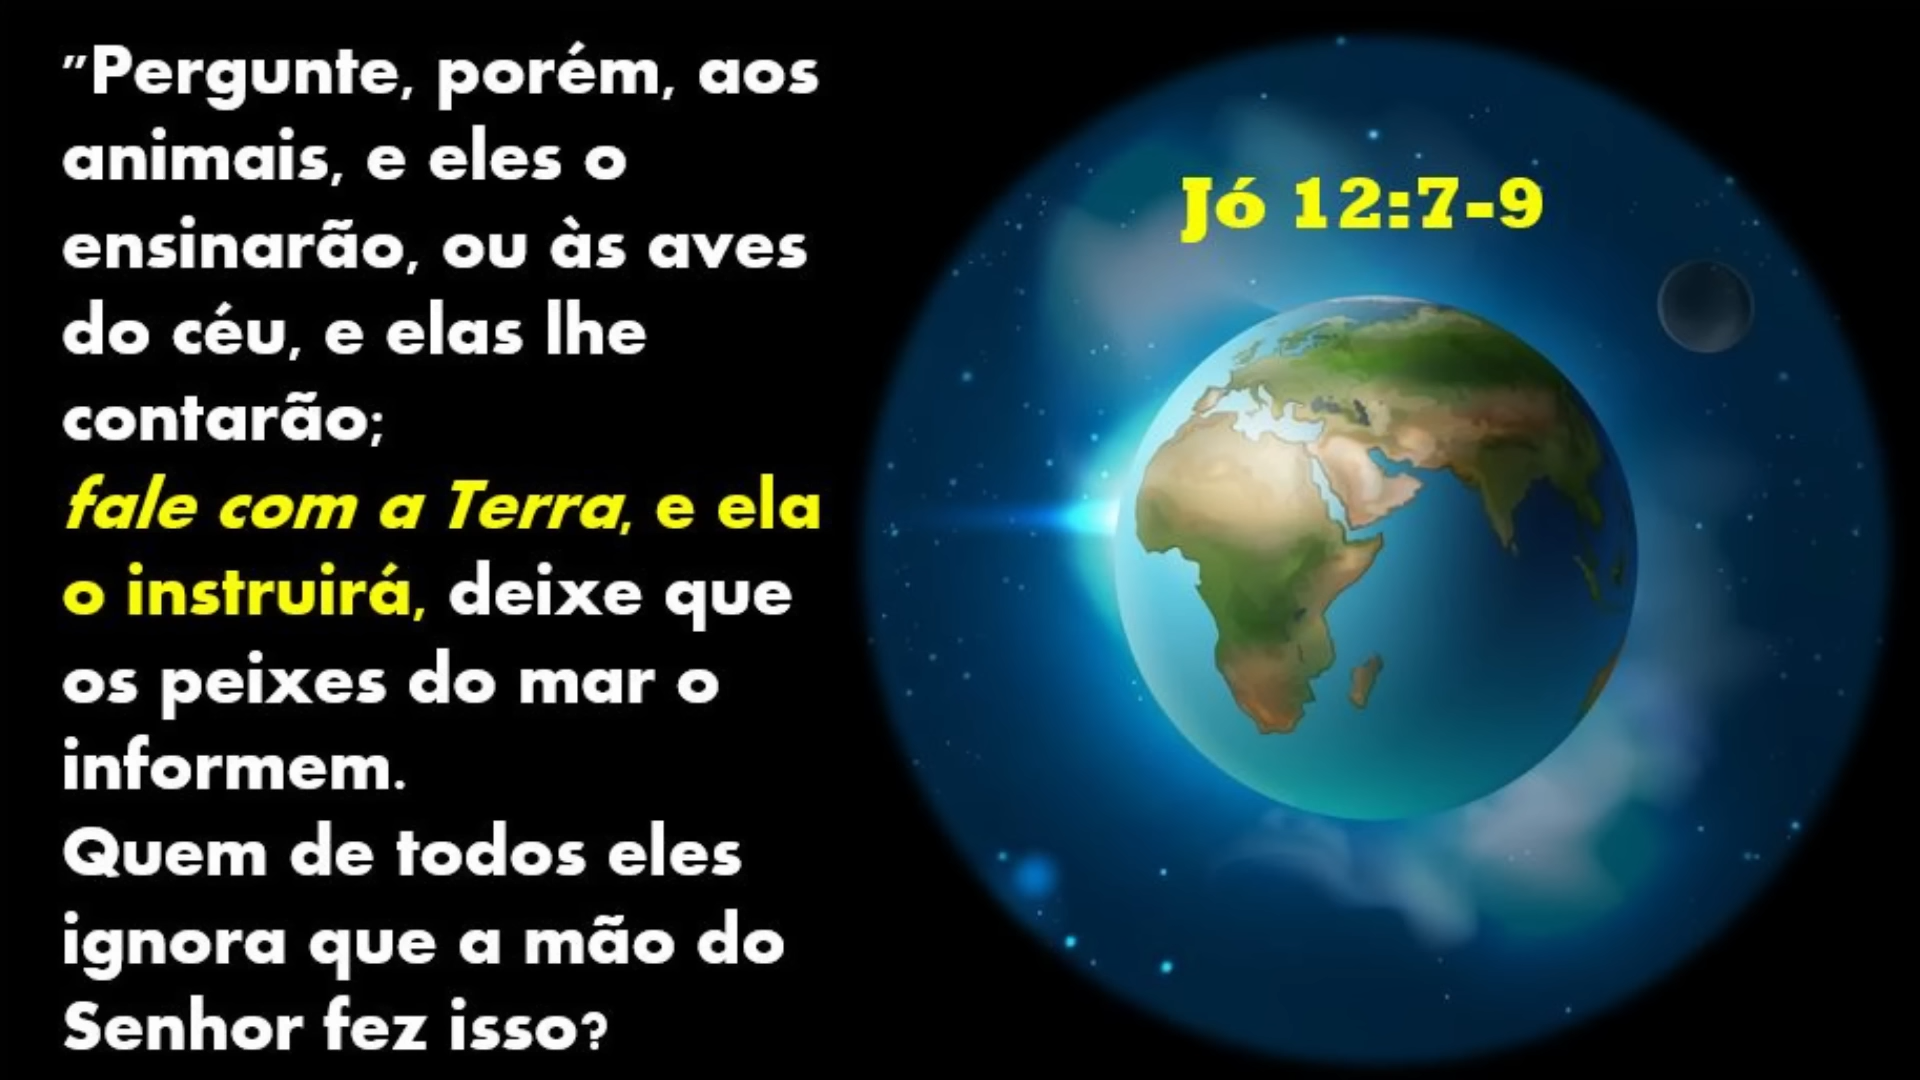 "Pergunte, porém, aos
animais, e eles o
ensinarão, ou às aves
do céu, e elas lhe
contarão;
fale com a Terra, e ela
o instruirá, deixe que
os peixes do mar o
informem.
Quem de todos eles
ignora que a mão do
Senhor fez isso?
Jó 12:7-9